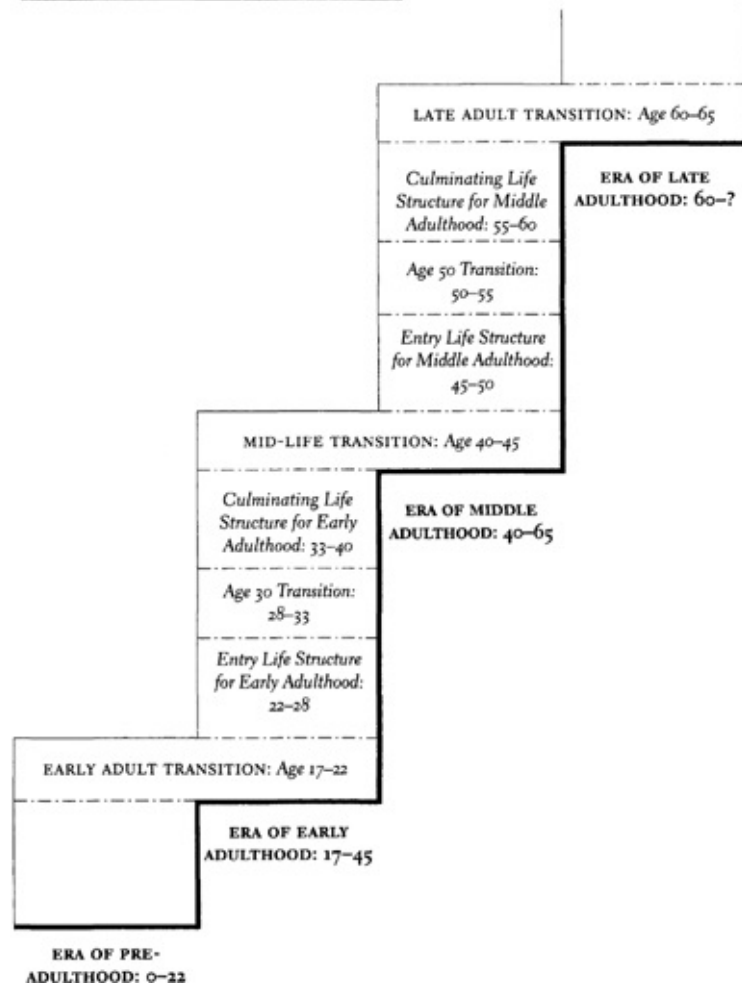 LATE ADULT TRANSITION: Age 60–65
Culminating Life
Structure for Middle
Adulthood: 55–60
ERA OF LATE
ADULTHOOD: 60–?
Age 50 Transition:
50–55
Entry Life Structure
for Middle Adulthood:
45–50
MID-LIFE TRANSITION: Age 40–45
Culminating Life
Structure for Early
Adulthood: 33–40
ERA OF MIDDLE
ADULTHOOD: 40–65
Age 30 Transition:
28–33
Entry Life Structure
for Early Adulthood:
22–28
EARLY ADULT TRANSITION: Age 17–22
ERA OF EARLY
ADULTHOOD: 17–45
ERA OF PRE-
ADULTHOOD: 0–22